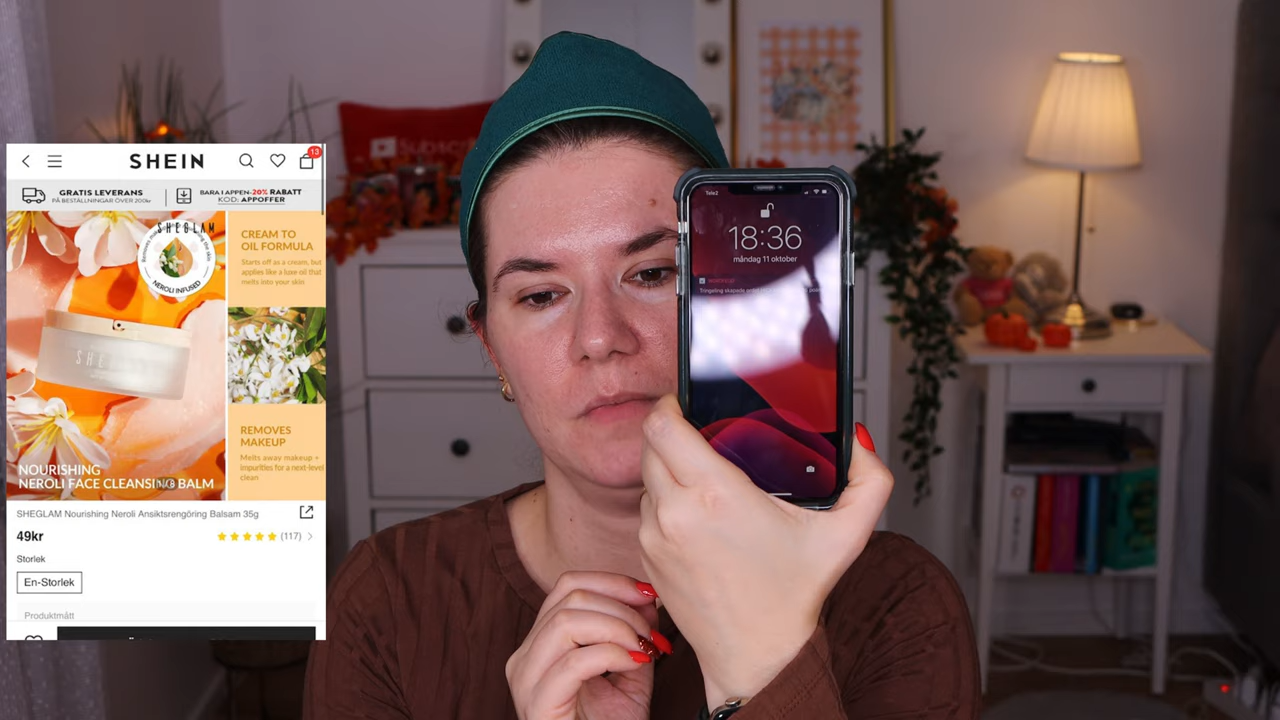 SHEIN
13
GRATIS LEVERANS
PÅ BESTÄLLNINGAR ÖVER 200kr
BARA I APPEN-20% RABATT
KOD: APPOFFER
SHEGLAM
NEROLI INFUSED
CREAM TO
OIL FORMULA
Starts off as a cream, but
applies like a luxe oil that
melts into your skin
NOURISHING
NEROLI FACE CLEANSING BALM
REMOVES
MAKEUP
Melts away makeup +
impurities for a next-level
clean
SHEGLAM Nourishing Neroli Ansiktsrengöring Balsam 35g
49kr
(117)
Storlek
En-Storlek
Produktmått
Subscribe
Tele2
18:36
måndag 11 oktober